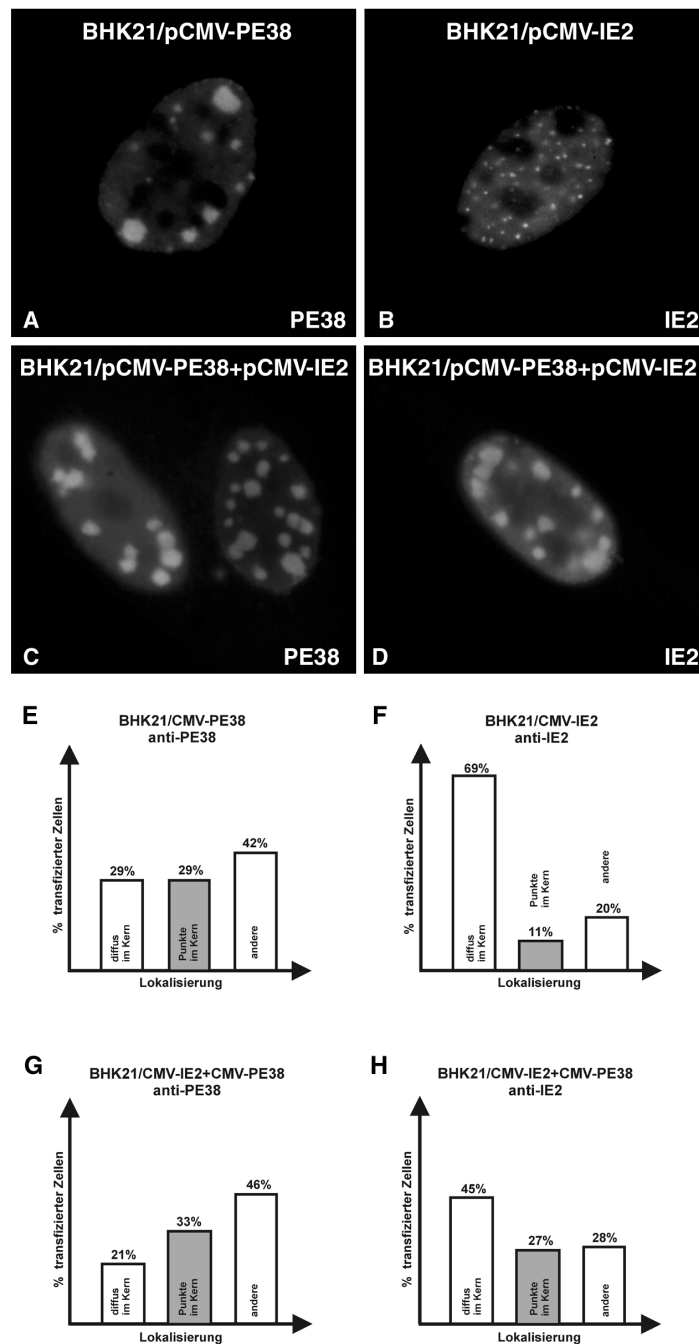 BHK21/pCMV-PE38
A
PE38
BHK21/pCMV-IE2
B
IE2
BHK21/pCMV-PE38+pCMV-IE2
C
PE38
BHK21/pCMV-PE38+pCMV-IE2
D
IE2
E
BHK21/CMV-PE38
anti-PE38
% transfizierter Zellen
29%
29%
42%
diffus
im Kern
Punkte
im Kern
andere
Lokalisierung
F
BHK21/CMV-IE2
anti-IE2
% transfizierter Zellen
69%
11%
20%
diffus
im Kern
Punkte
im Kern
andere
Lokalisierung
G
BHK21/CMV-IE2+CMV-PE38
anti-PE38
% transfizierter Zellen
21%
33%
46%
diffus
im Kern
Punkte
im Kern
andere
Lokalisierung
H
BHK21/CMV-IE2+CMV-PE38
anti-IE2
% transfizierter Zellen
45%
27%
28%
diffus
im Kern
Punkte
im Kern
andere
Lokalisierung